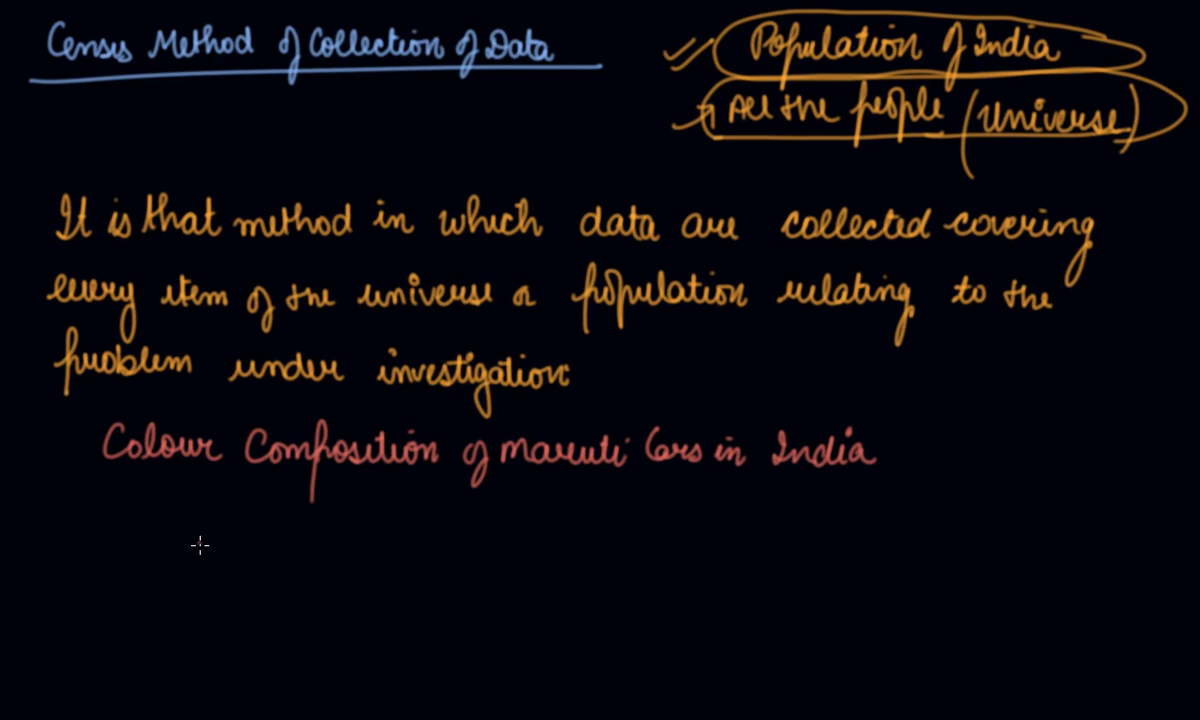 Census Method of Collection of Data
Population of India
All the people (Universe)
It is that method in which data are collected covering
every item of the universe or population relating to the
problem under investigation
Colour Composition of Maruti Cars in India